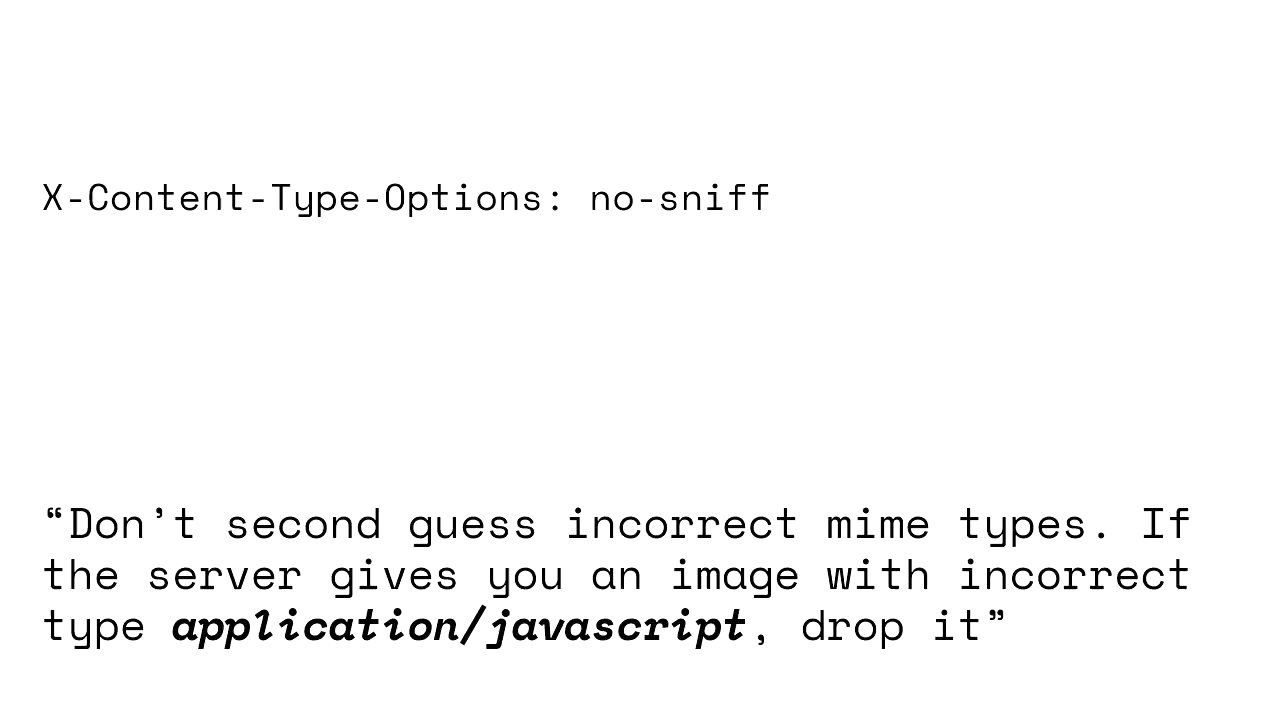 X-Content-Type-Options: no-sniff
“Don’t second guess incorrect mime types. If
the server gives you an image with incorrect
type application/javascript, drop it”